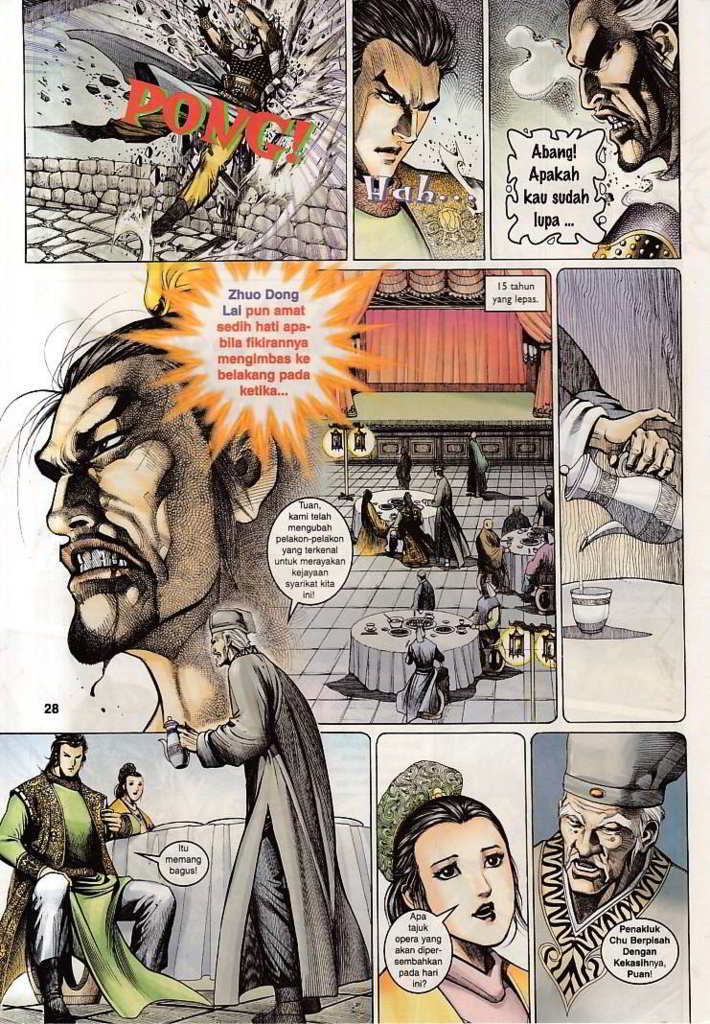 PONG!
Hah...
Abang!
Apakah
kau sudah
lupa ...
Zhuo Dong
Lai pun amat
sedih hati apa-
bila fikirannya
mengimbas ke
belakang pada
ketika...
15 tahun
yang lepas.
Tuan,
kami telah
mengubah
pelakon-pelakon
yang terkenal
untuk megawarkan
kejayaan
syarikat kita
ini!
28
Itu
memang
bagus!
Apa
tajuk
opera yang
akan diper-
sembahkan
pada hari
ini?
Penakluk
Chu Berpisah
Dengan
Kekasihnya,
Puan!